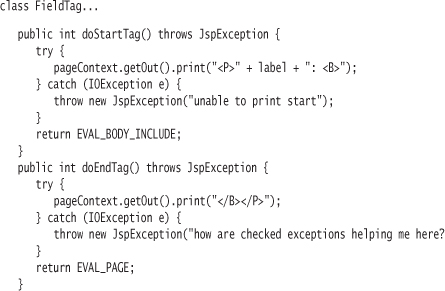 class FieldTag...
public int doStartTag() throws JspException {
try {
pageContext.getOut().print("<P>" + label + ": <B>");
} catch (IOException e) {
throw new JspException("unable to print start");
}
return EVAL_BODY_INCLUDE;
}
public int doEndTag() throws JspException {
try {
pageContext.getOut().print("</B></P>");
} catch (IOException e) {
throw new JspException("how are checked exceptions helping me here?
}
return EVAL_PAGE;
}